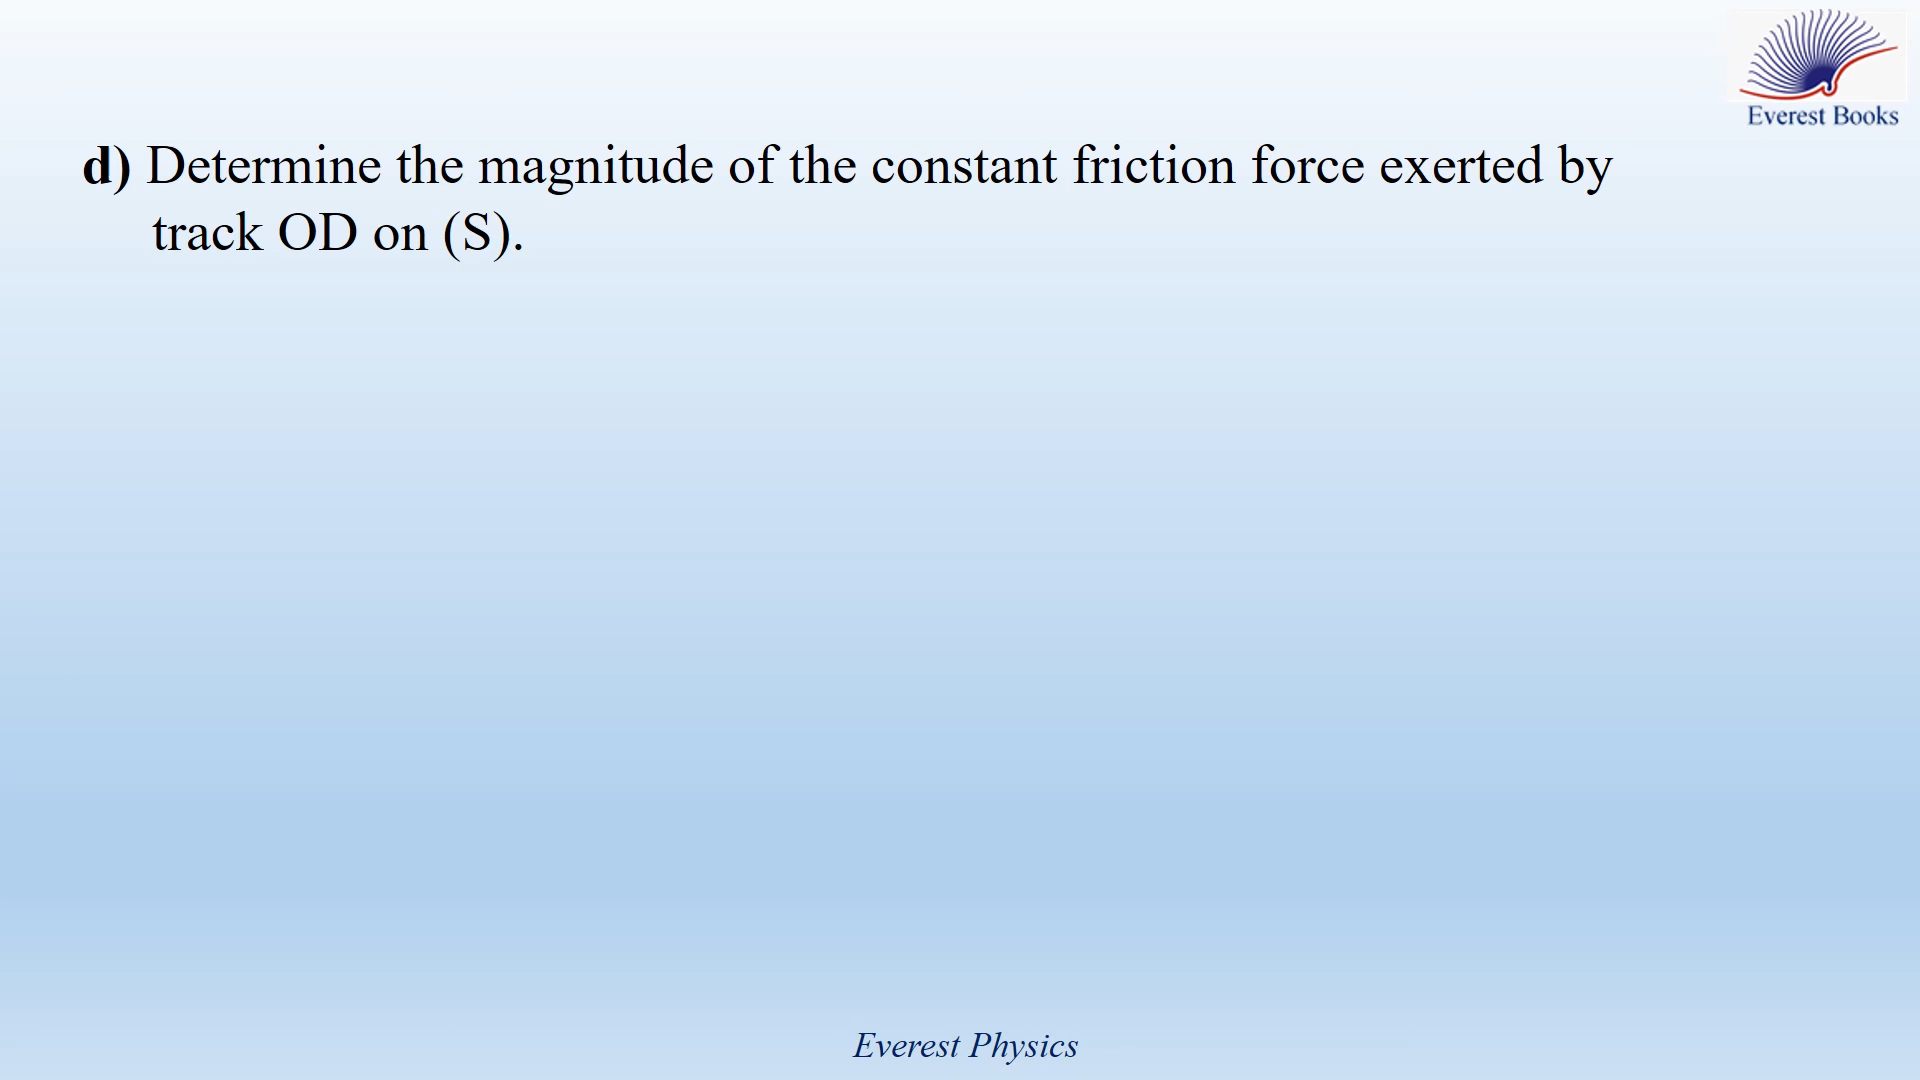 Everest Books
d) Determine the magnitude of the constant friction force exerted by
track OD on (S).
Everest Physics